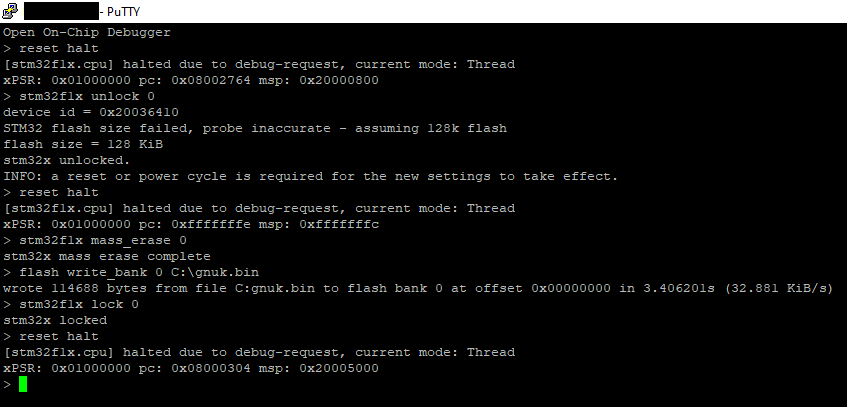 - PuTTY
Open On-Chip Debugger
> reset halt
[stm32f1x.cpu] halted due to debug-request, current mode: Thread
xPSR: 0x01000000 pc: 0x08002764 msp: 0x20000800
> stm32f1x unlock 0
device id = 0x20036410
STM32 flash size failed, probe inaccurate - assuming 128k flash
flash size = 128 KiB
stm32x unlocked.
INFO: a reset or power cycle is required for the new settings to take effect.
> reset halt
[stm32f1x.cpu] halted due to debug-request, current mode: Thread
xPSR: 0x01000000 pc: 0xfffffffe msp: 0xfffffffc
> stm32f1x mass_erase 0
stm32x mass erase complete
> flash write_bank 0 C:\gnuk.bin
wrote 114688 bytes from file C:gnuk.bin to flash bank 0 at offset 0x00000000 in 3.406201s (32.881 KiB/s)
> stm32f1x lock 0
stm32x locked
> reset halt
[stm32f1x.cpu] halted due to debug-request, current mode: Thread
xPSR: 0x01000000 pc: 0x08000304 msp: 0x20005000
>